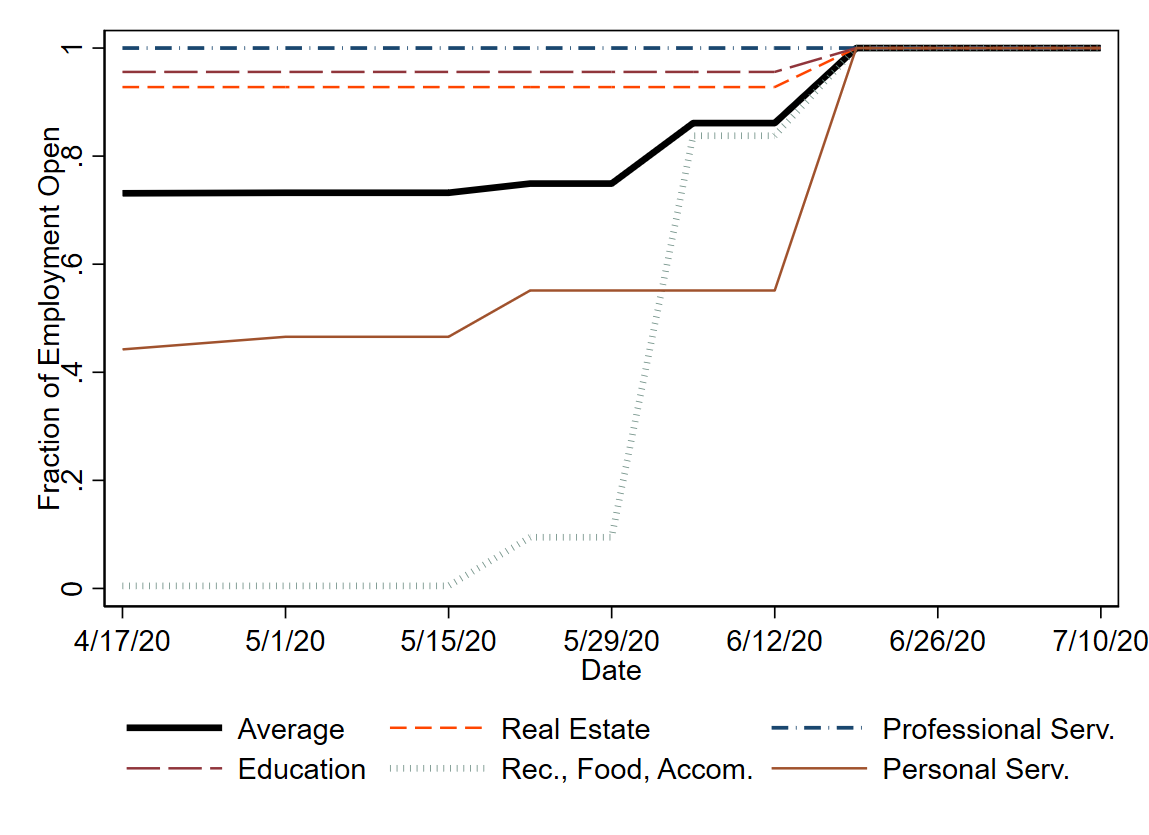 Fraction of Employment Open
1
.8
.6
.4
.2
0
4/17/20 5/1/20 5/15/20 5/29/20 6/12/20 6/26/20 7/10/20
Date
Average Real Estate Professional Serv.
Education Rec., Food, Accom. Personal Serv.